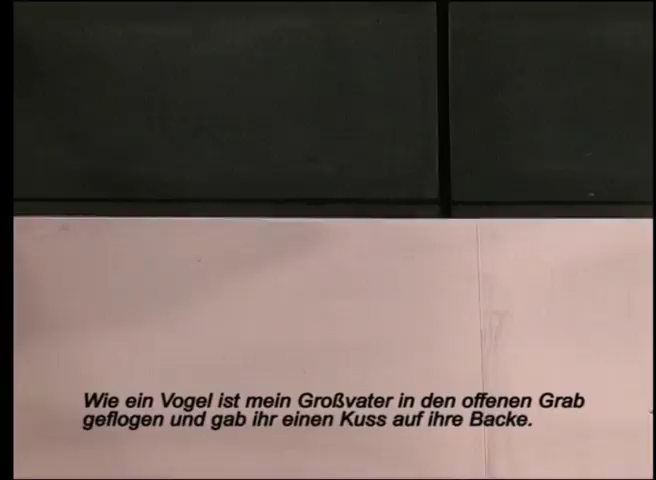 Wie ein Vogel ist mein Großvater in den offenen Grab
geflogen und gab ihr einen Kuss auf ihre Backe.